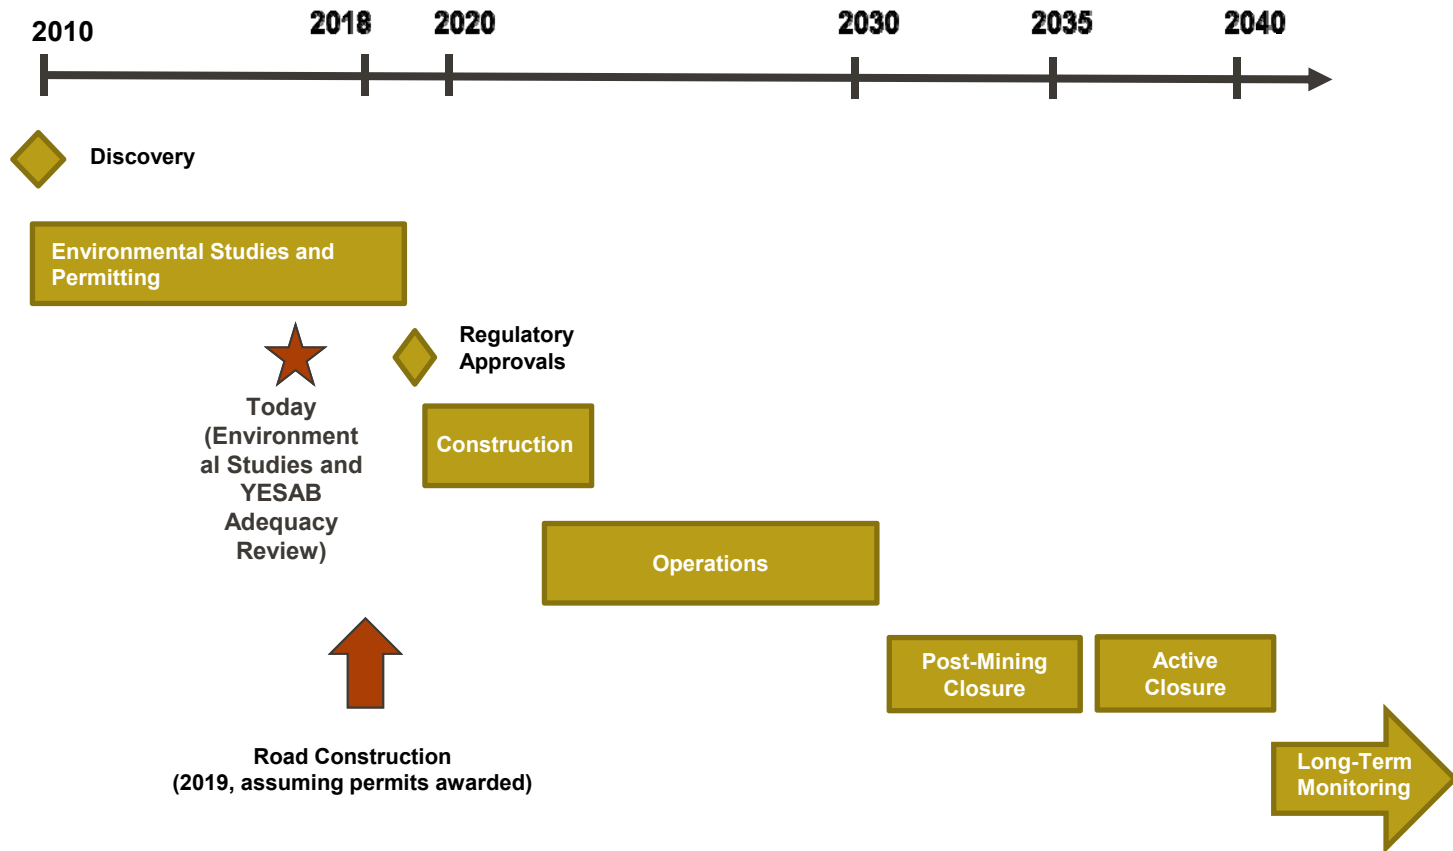 2010 2018 2020 2030 2035 2040
Discovery
Environmental Studies and
Permitting
Regulatory
Approvals
Today
(Environment
al Studies and
YESAB
Adequacy
Review)
Construction
Operations
Post-Mining
Closure
Active
Closure
Road Construction
(2019, assuming permits awarded)
Long-Term
Monitoring